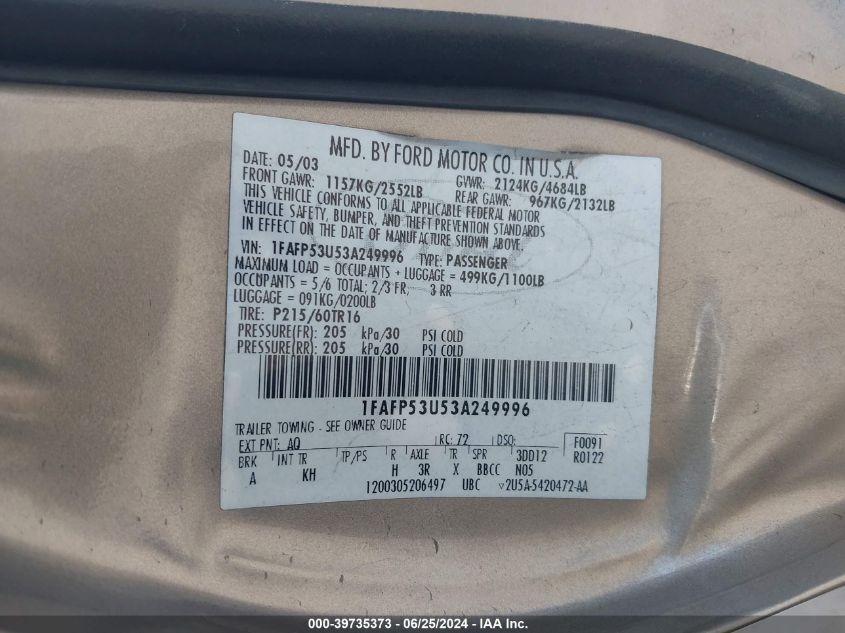 MFD. BY FORD MOTOR CO. IN U.S.A.
DATE: 05/03
FRONT GAWR: 1157KG/2552LB
GVWR: 2124KG/4684LB
REAR GAWR: 967KG/2132LB
THIS VEHICLE CONFORMS TO ALL APPLICABLE FEDERAL MOTOR
VEHICLE SAFETY, BUMPER, AND THEFT PREVENTION STANDARDS
IN EFFECT ON THE DATE OF MANUFACTURE SHOWN ABOVE.
VIN: 1FAFP53U53A249996 TYPE: PASSENGER
MAXIMUM LOAD = OCCUPANTS + LUGGAGE = 499KG/1100LB
OCCUPANTS = 5/6 TOTAL; 2/3 FR, 3 RR
LUGGAGE = 091KG/0200LB
TIRE: P215/60TR16
PRESSURE(FR): 205 kPa/30 PSI COLD
PRESSURE(RR): 205 kPa/30 PSI COLD
1FAFP53U53A249996
TRAILER TOWING - SEE OWNER GUIDE
EXT PNT: AQ RC: 72 DSO: F0091
BRK INT TR TP/PS R AXLE TR SPR 3DD12 R0122
A KH H 3R X BBCC N05
1200305206497 UBC 2U5A-5420472-AA
000-39735373 - 06/25/2024 - © IAA, Inc.